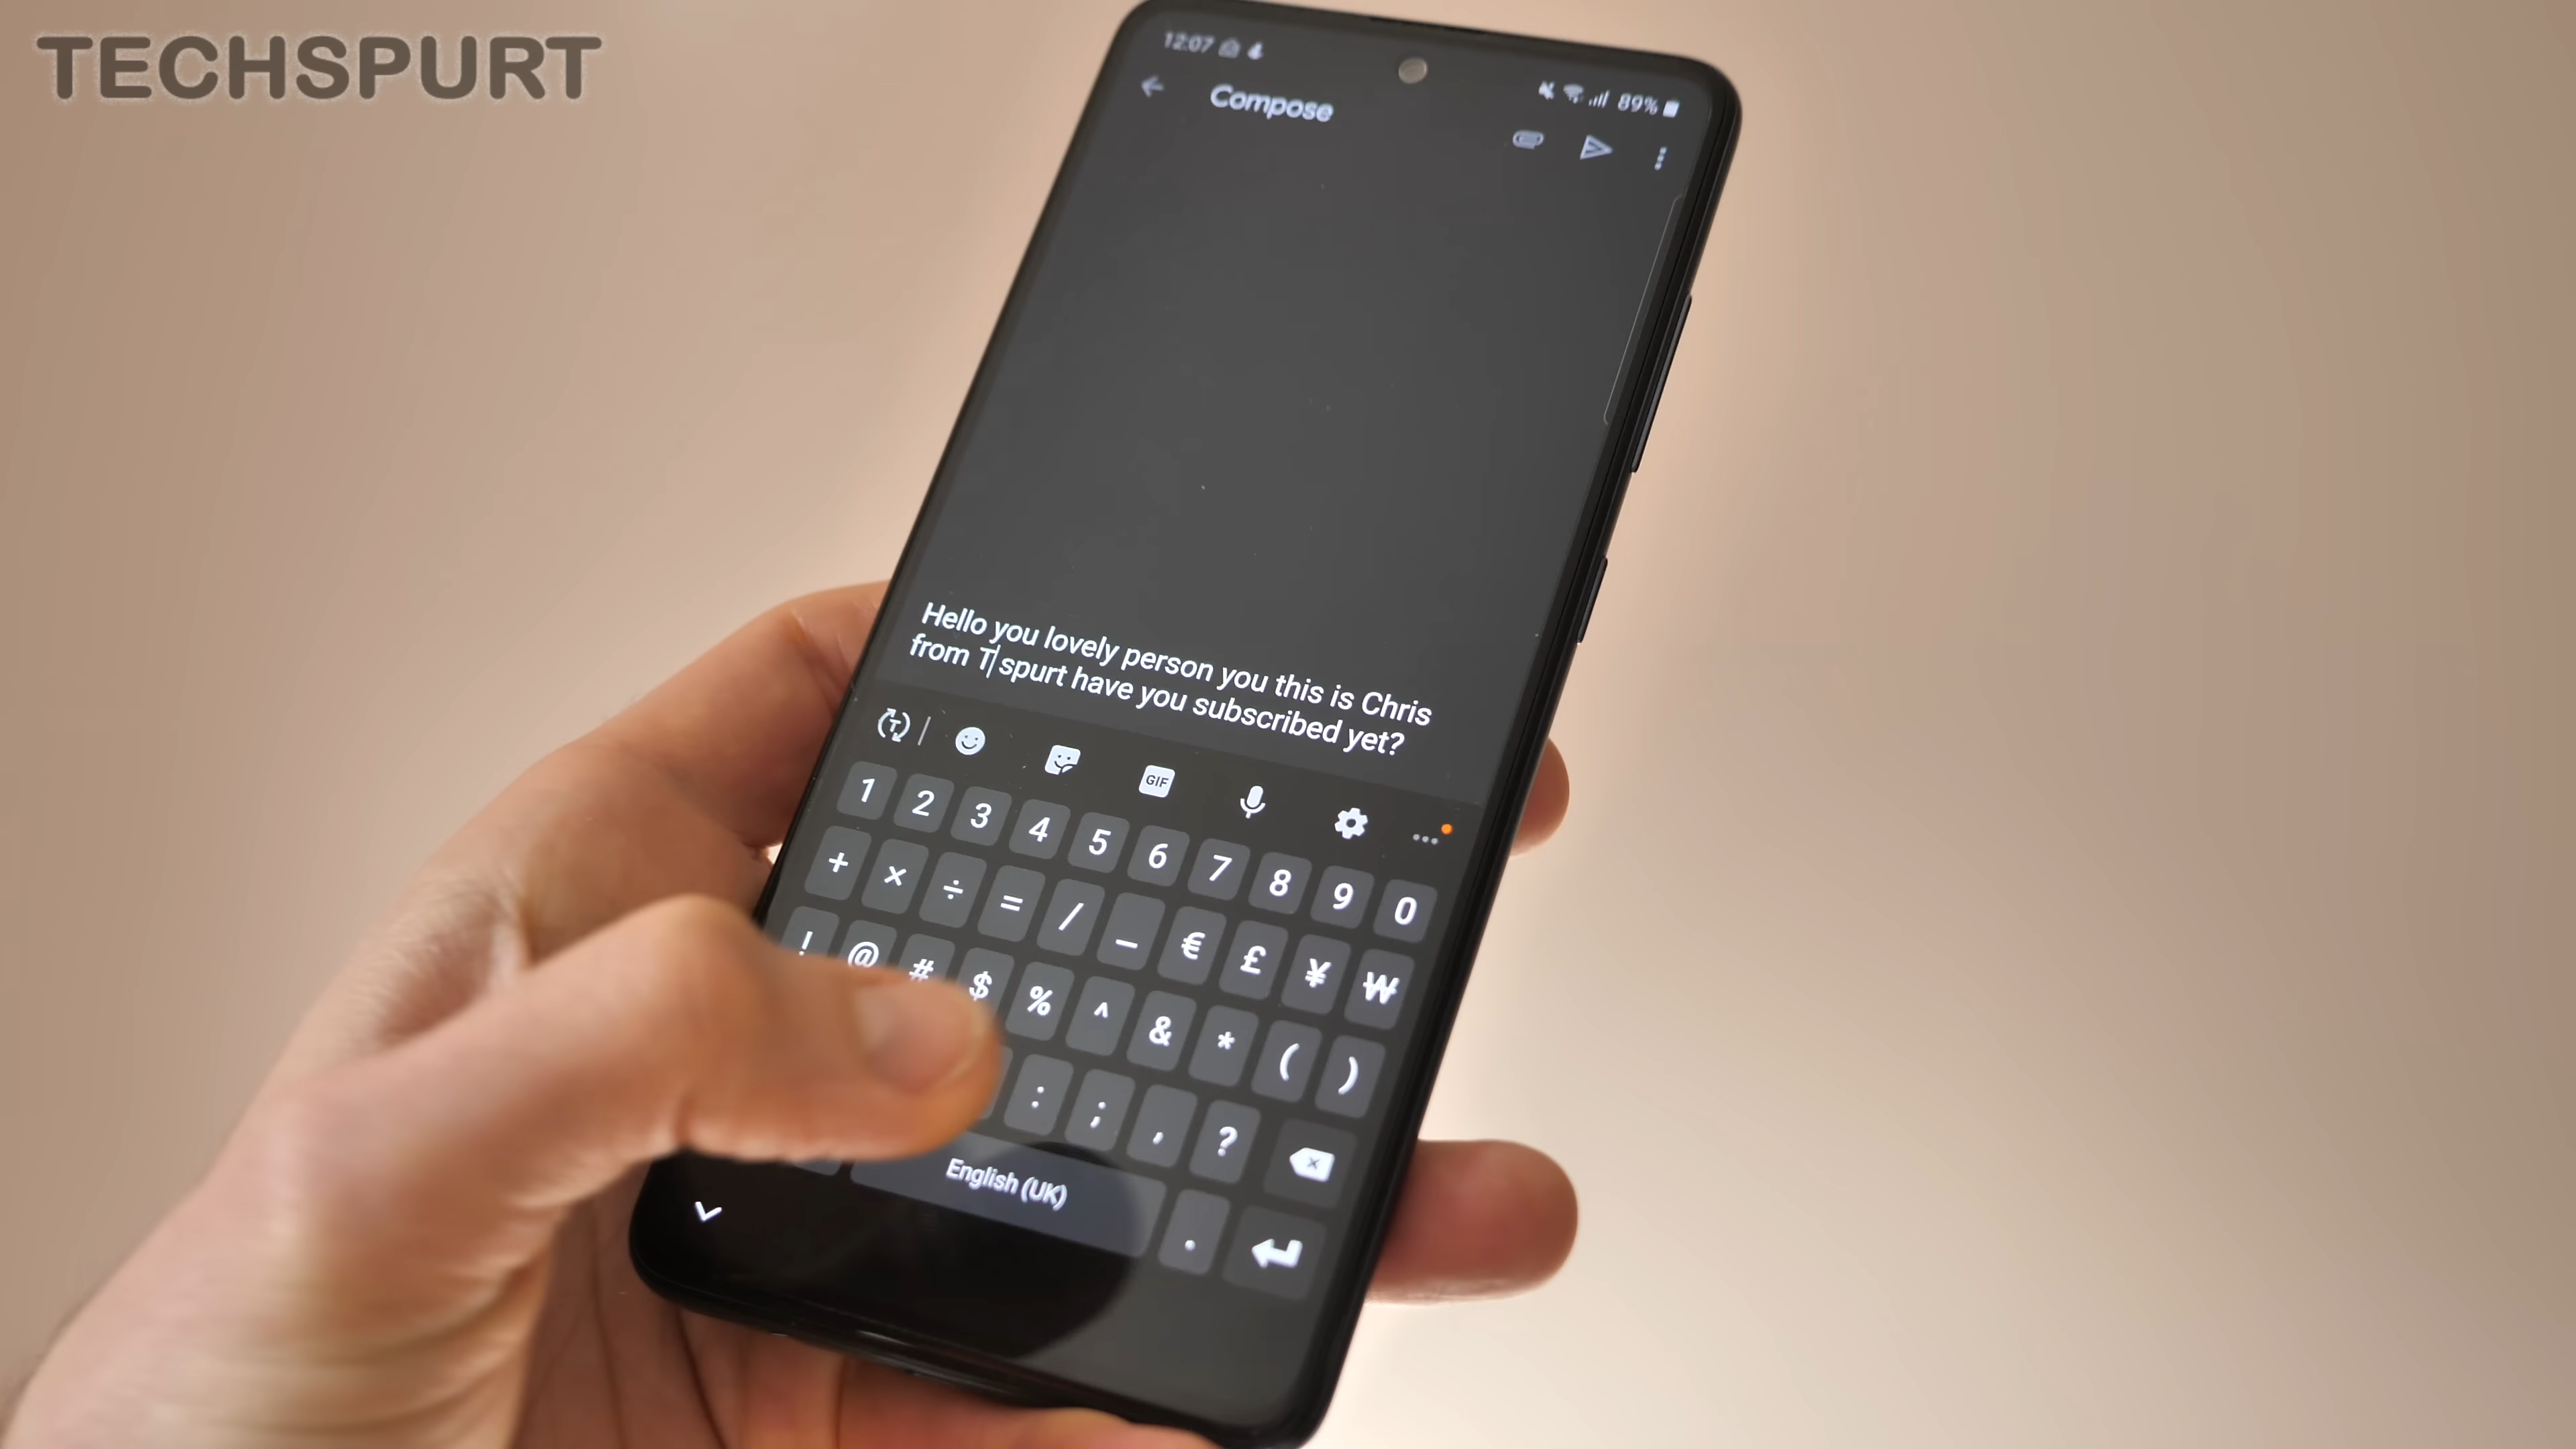 TECHSPURT
12:07
89%
Compose
Hello you lovely person you this is Chris
from T spurt have you subscribed yet?
GIF
1 2 3 4 5 6 7 8 9 0
+ × ÷ = / _ € £ ¥ ₩
! @ # $ % ^ & * ( )
: ; , ?
English (UK) .